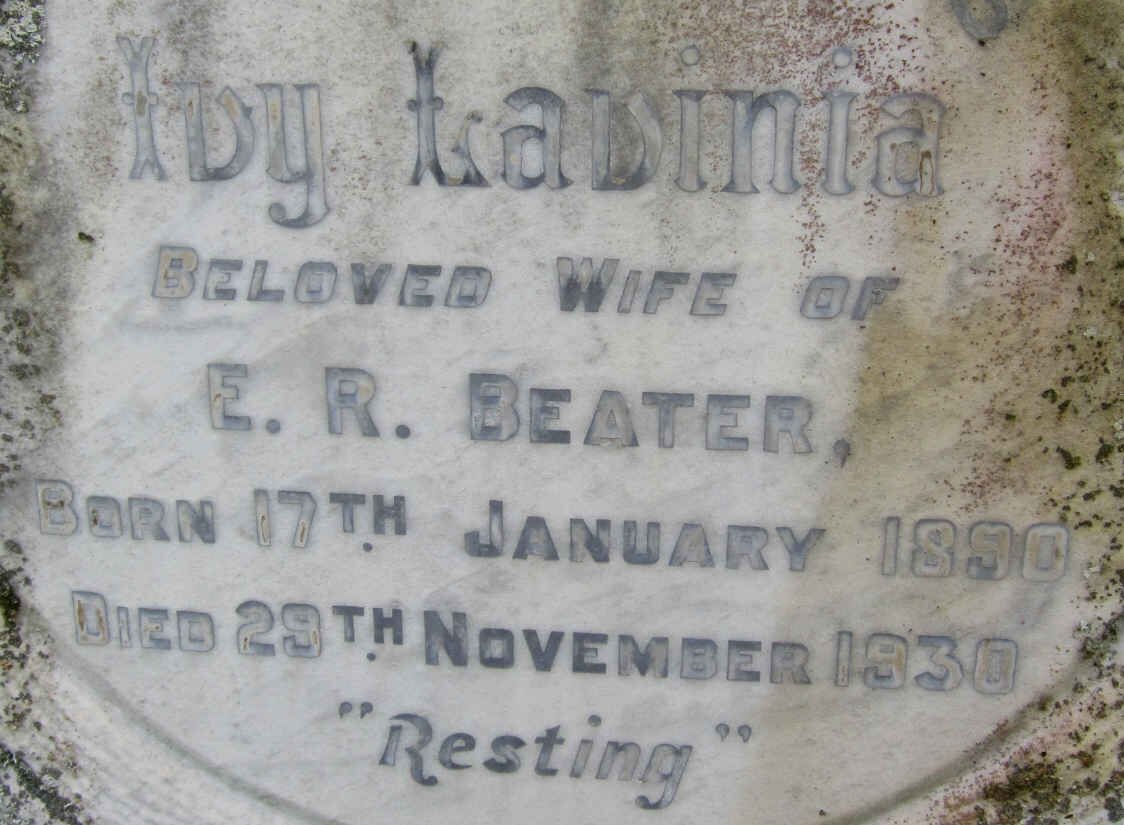 Ivy Lavinia
BELOVED WIFE OF
E. R. BEATER,
BORN 17TH JANUARY 1890
DIED 29TH NOVEMBER 1930
"Resting"